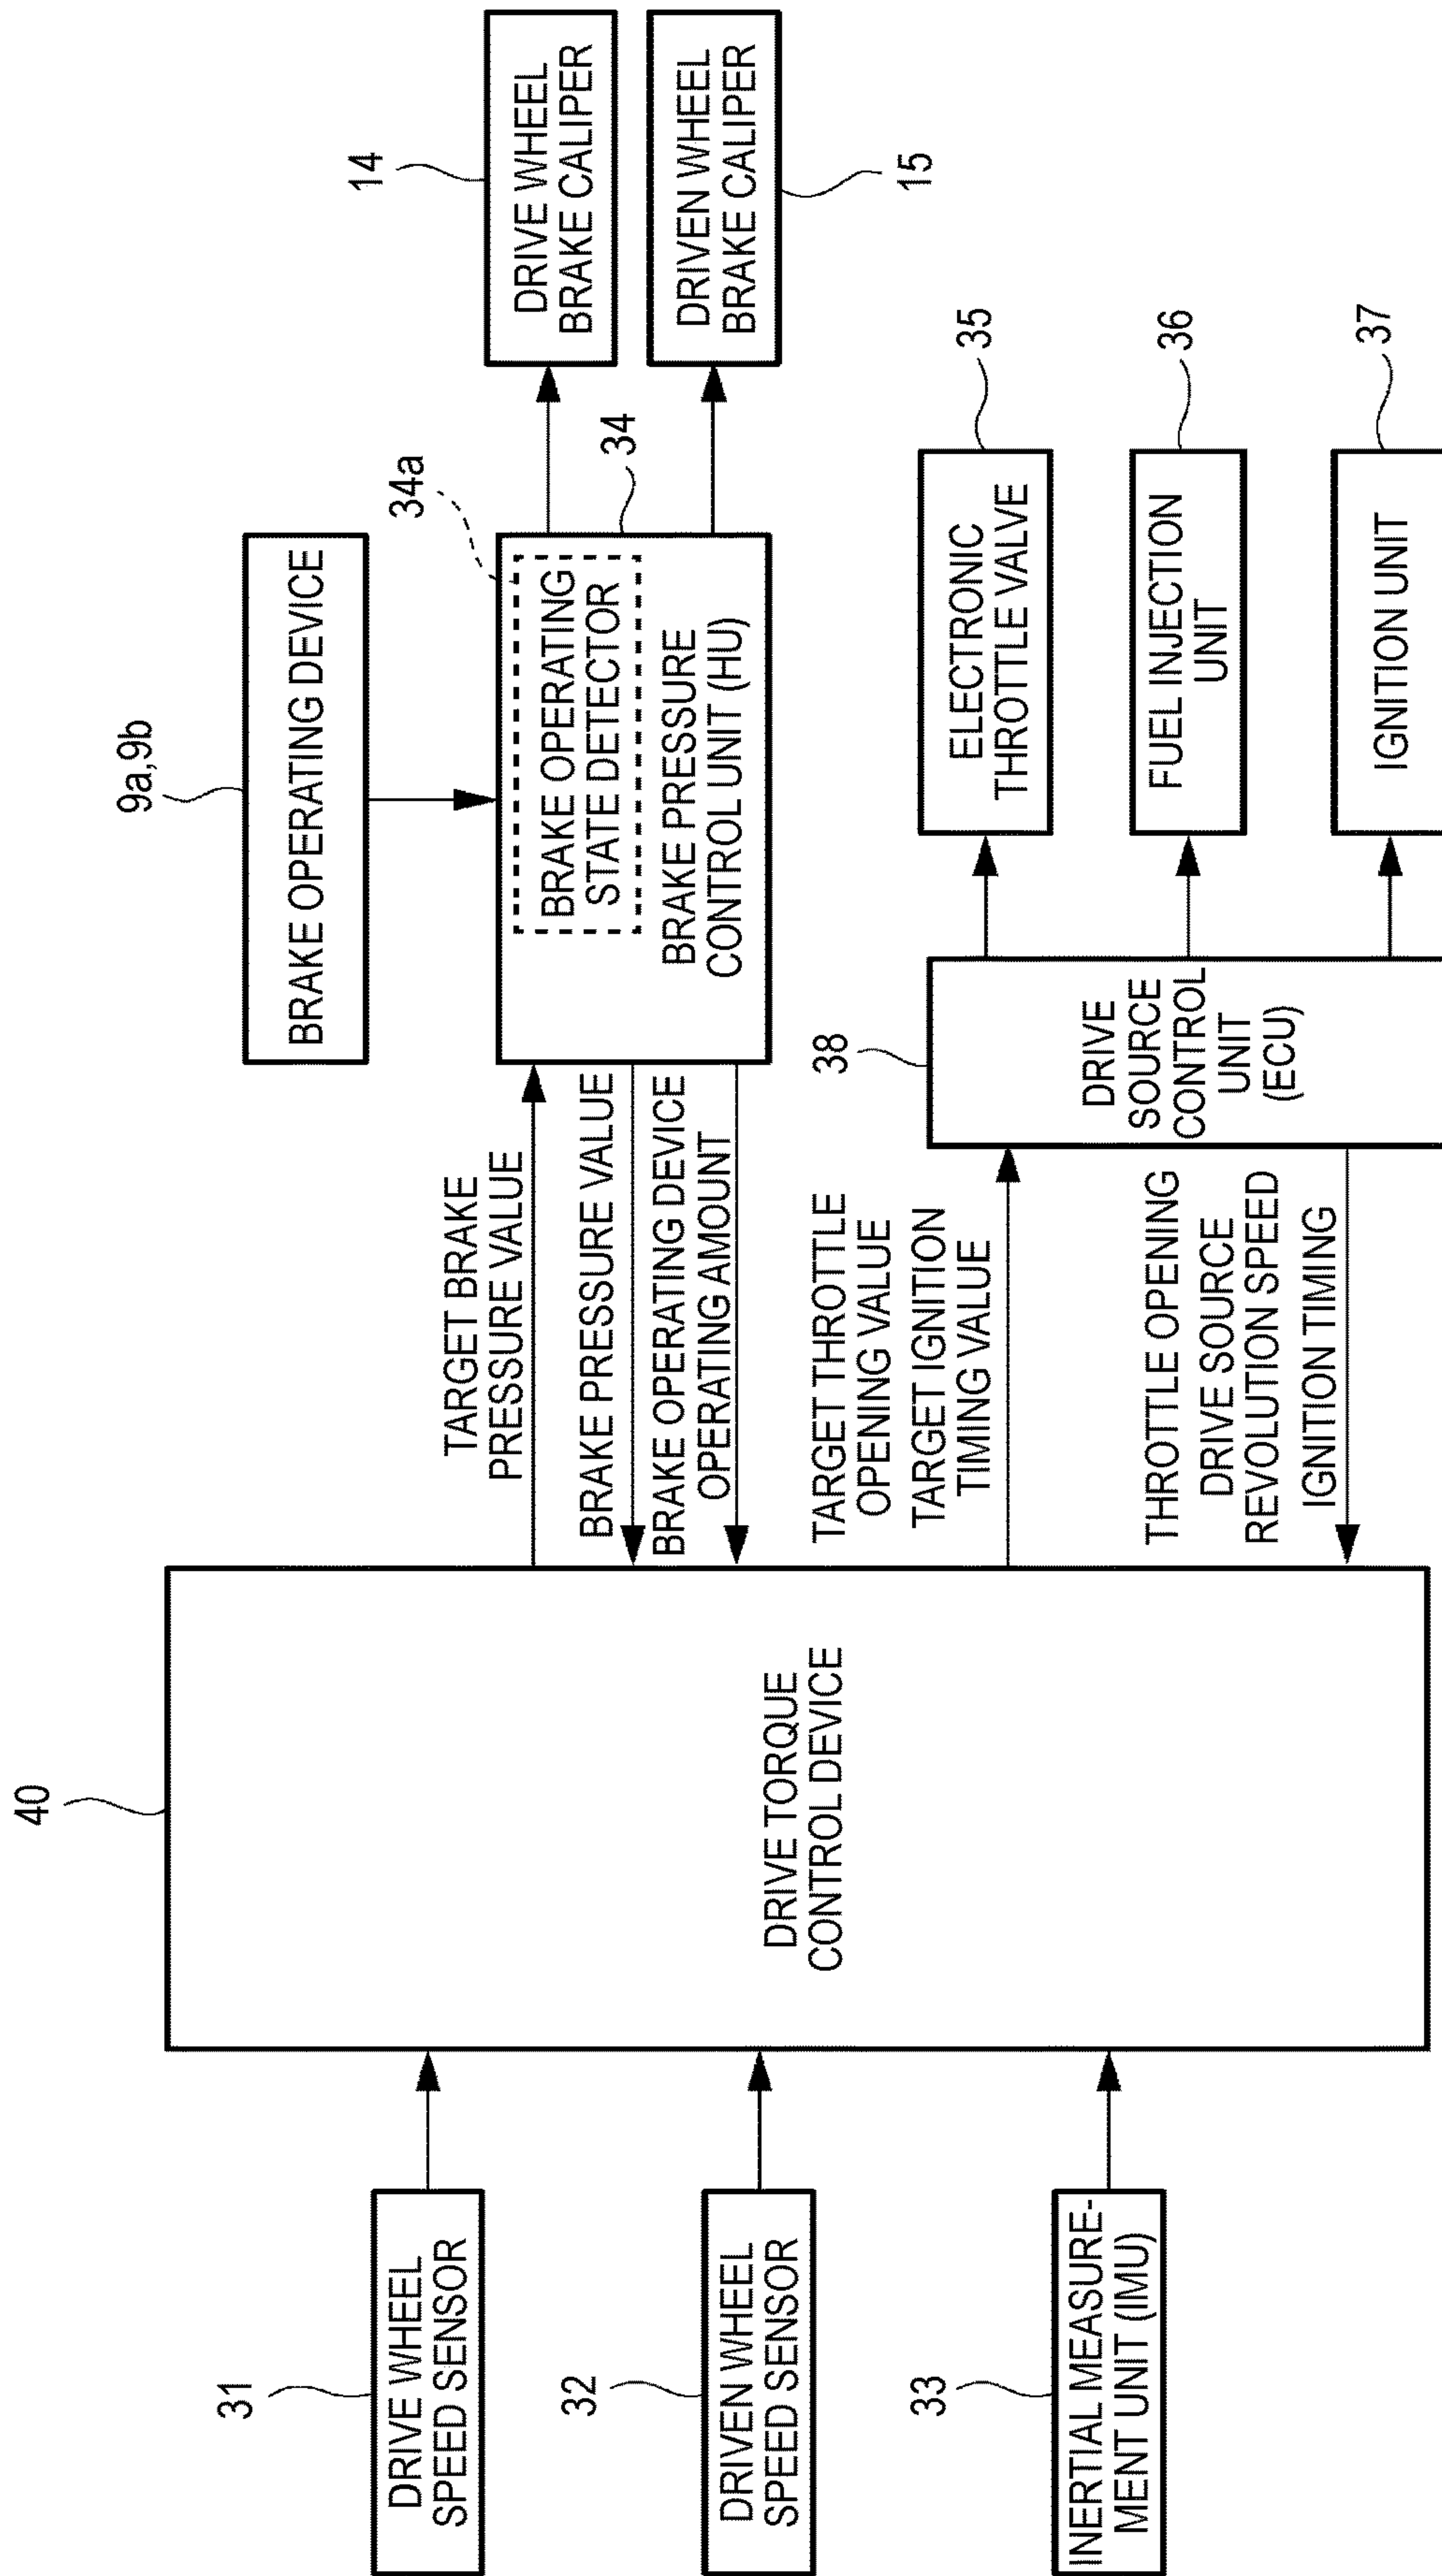 40
DRIVE WHEEL
SPEED SENSOR
31
DRIVEN WHEEL
SPEED SENSOR
32
INERTIAL MEASURE-
MENT UNIT (IMU)
33
DRIVE TORQUE
CONTROL DEVICE
TARGET BRAKE
PRESSURE VALUE
BRAKE PRESSURE VALUE
BRAKE OPERATING DEVICE
OPERATING AMOUNT
TARGET THROTTLE
OPENING VALUE
TARGET IGNITION
TIMING VALUE
THROTTLE OPENING
DRIVE SOURCE
REVOLUTION SPEED
IGNITION TIMING
9a,9b
BRAKE OPERATING DEVICE
34a
34
BRAKE OPERATING
STATE DETECTOR
BRAKE PRESSURE
CONTROL UNIT (HU)
38
DRIVE
SOURCE
CONTROL
UNIT
(ECU)
14
DRIVE WHEEL
BRAKE CALIPER
DRIVEN WHEEL
BRAKE CALIPER
15
ELECTRONIC
THROTTLE VALVE
35
FUEL INJECTION
UNIT
36
IGNITION UNIT
37